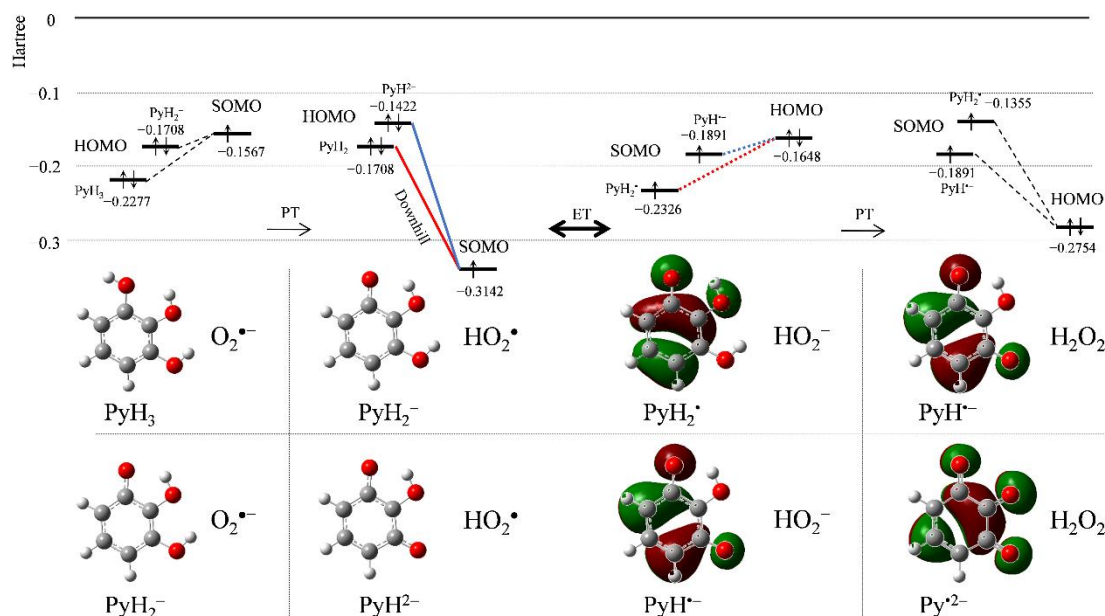 Hartree
0
−0.1
−0.2
−0.3
PyH₂⁻
−0.1708
HOMO
PyH₃
−0.2277
SOMO
−0.1567
PT
PyH²⁻
−0.1422
HOMO
PyH₂
−0.1708
Downhill
SOMO
−0.3142
ET
PyH•−
−0.1891
SOMO
PyH₂•
−0.2326
HOMO
−0.1648
PT
PyH₂•
−0.1355
SOMO
−0.1891
PyH•−
HOMO
−0.2754
O₂•−
PyH₃
HO₂•
PyH₂⁻
HO₂⁻
PyH₂•
H₂O₂
PyH•−
O₂•−
PyH₂⁻
HO₂•
PyH²⁻
HO₂⁻
PyH•−
H₂O₂
Py•2−